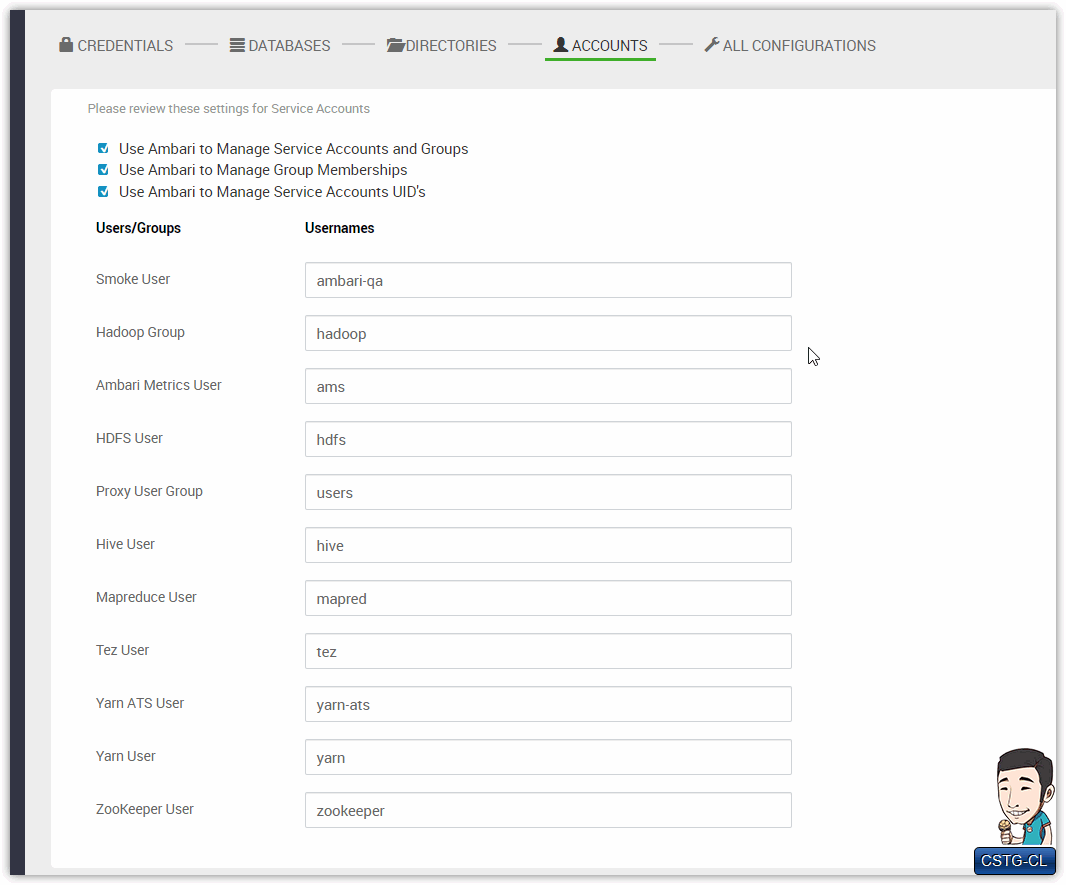 CREDENTIALS DATABASES DIRECTORIES ACCOUNTS ALL CONFIGURATIONS
Please review these settings for Service Accounts
Use Ambari to Manage Service Accounts and Groups
Use Ambari to Manage Group Memberships
Use Ambari to Manage Service Accounts UID's
Users/Groups Usernames
Smoke User ambari-qa
Hadoop Group hadoop
Ambari Metrics User ams
HDFS User hdfs
Proxy User Group users
Hive User hive
Mapreduce User mapred
Tez User tez
Yarn ATS User yarn-ats
Yarn User yarn
ZooKeeper User zookeeper
CSTG-CL